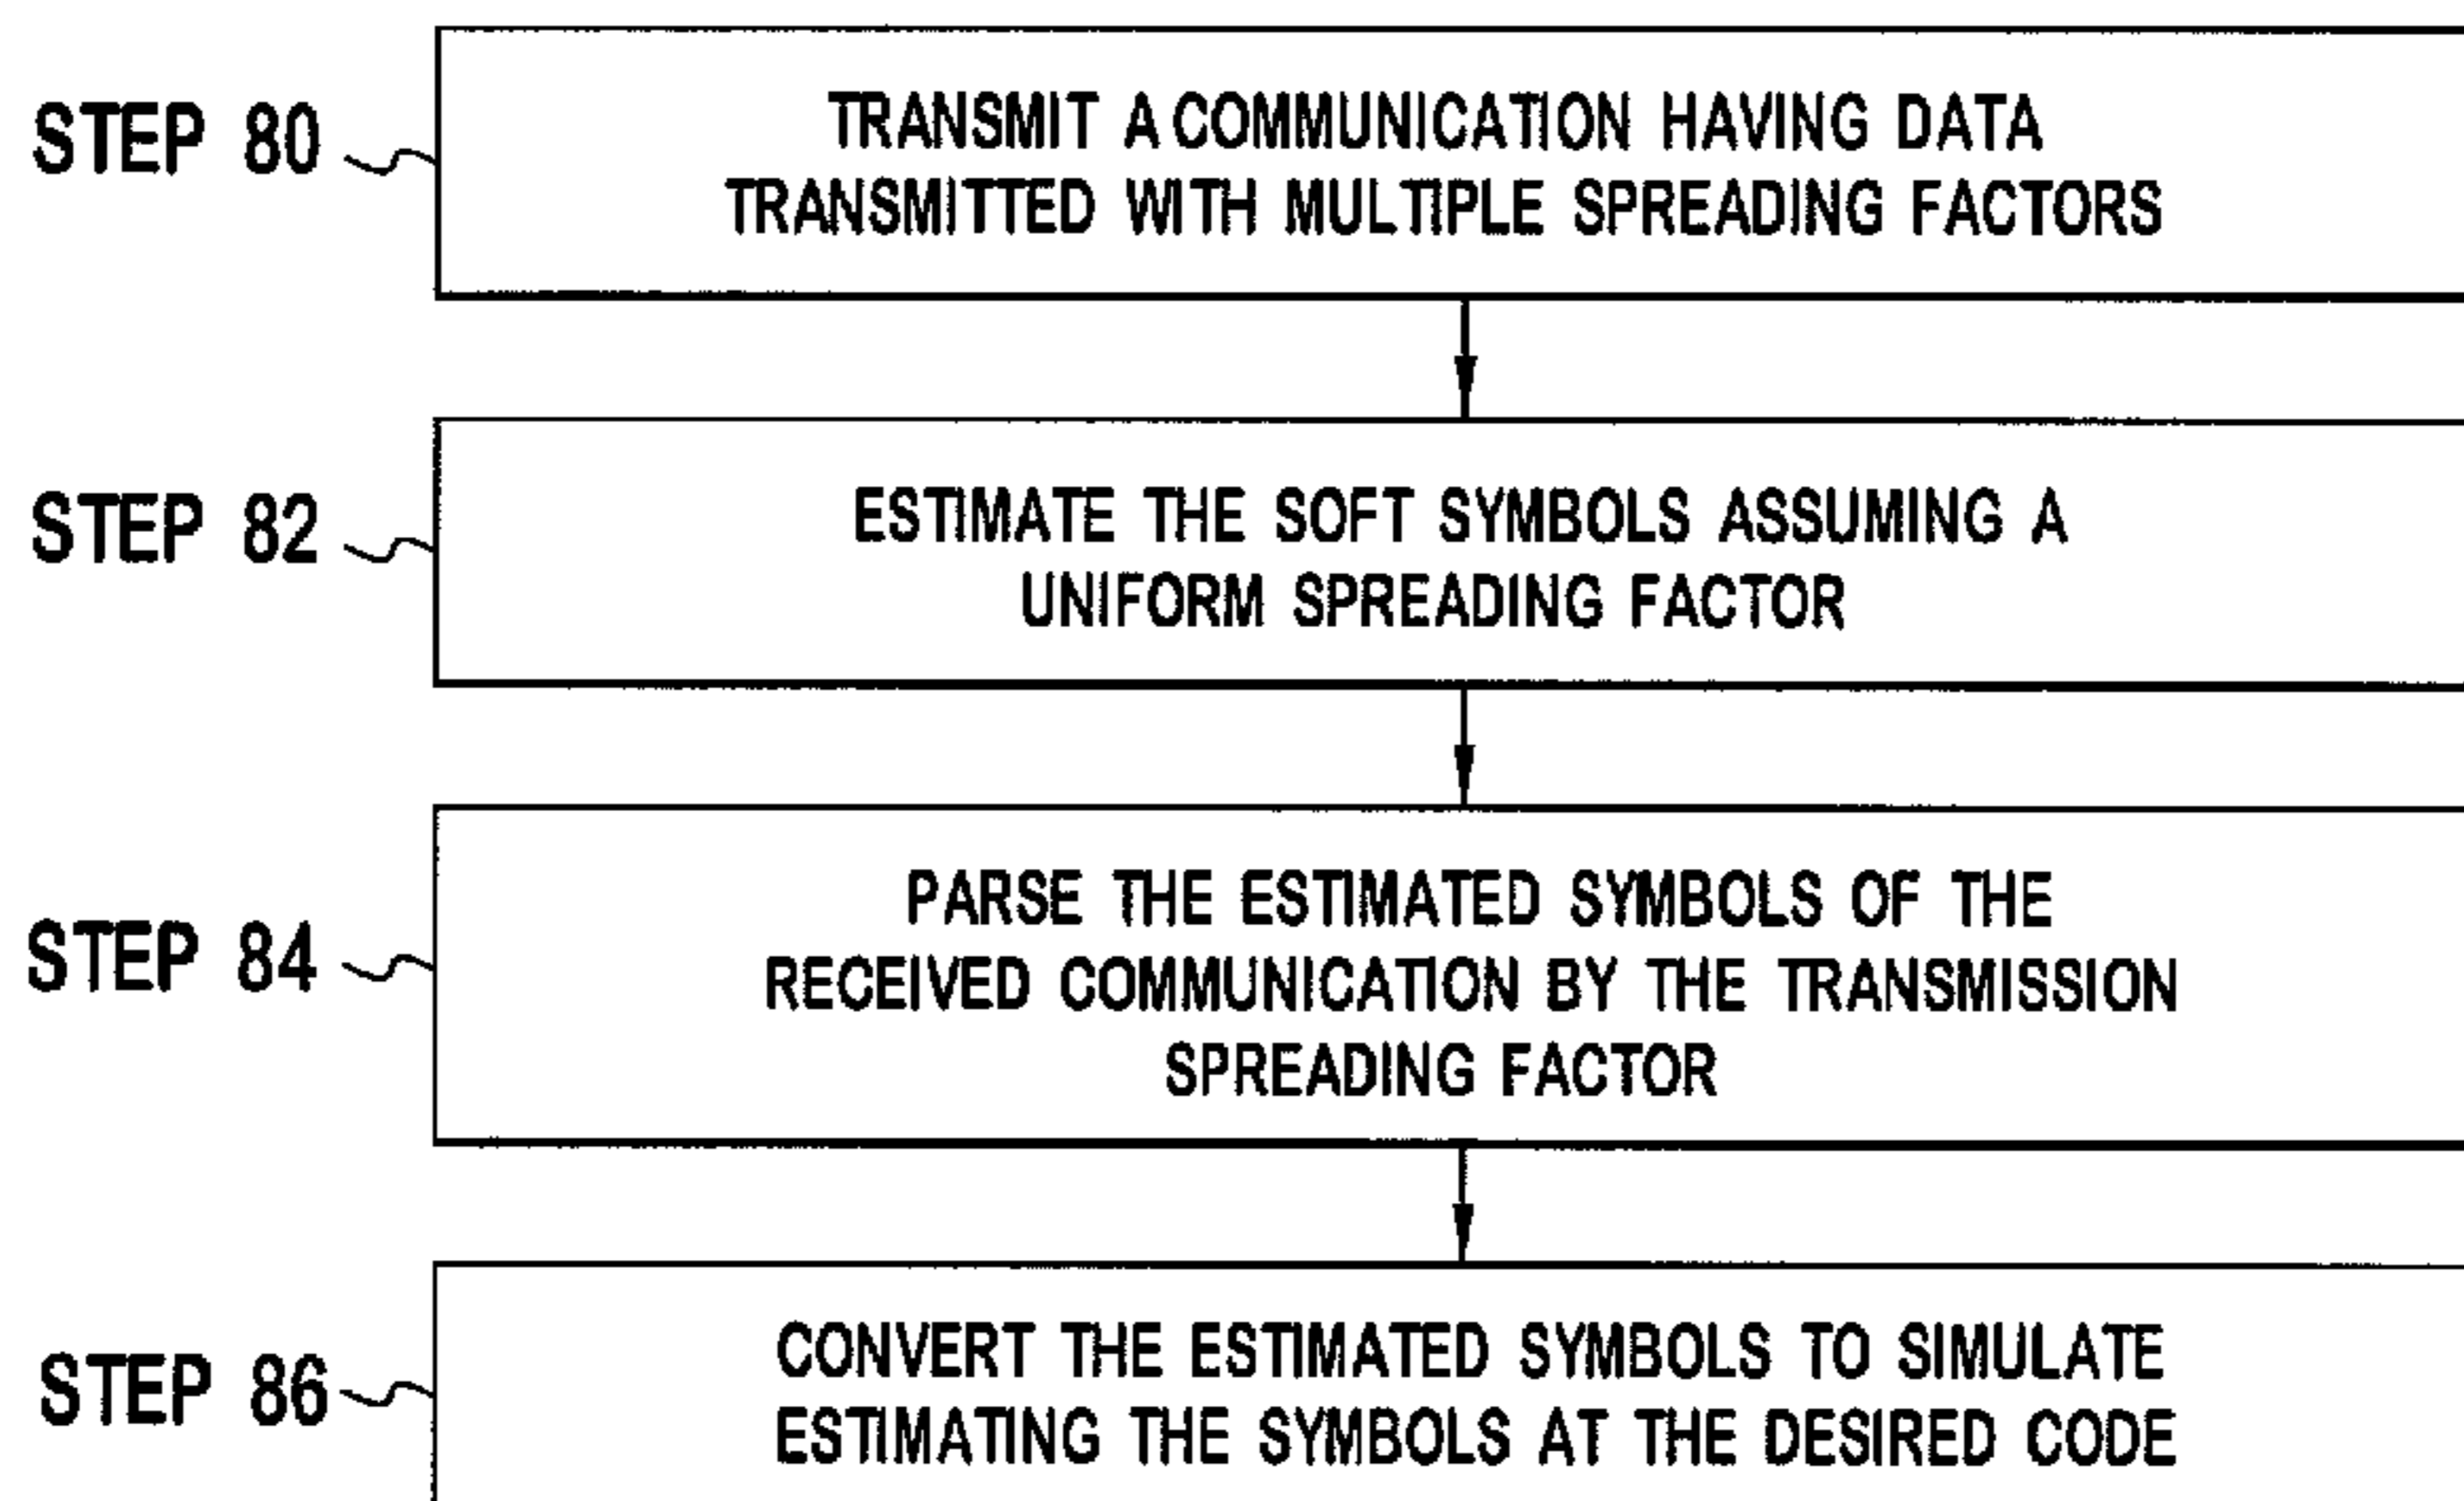 STEP 80
TRANSMIT A COMMUNICATION HAVING DATA
TRANSMITTED WITH MULTIPLE SPREADING FACTORS
STEP 82
ESTIMATE THE SOFT SYMBOLS ASSUMING A
UNIFORM SPREADING FACTOR
STEP 84
PARSE THE ESTIMATED SYMBOLS OF THE
RECEIVED COMMUNICATION BY THE TRANSMISSION
SPREADING FACTOR
STEP 86
CONVERT THE ESTIMATED SYMBOLS TO SIMULATE
ESTIMATING THE SYMBOLS AT THE DESIRED CODE